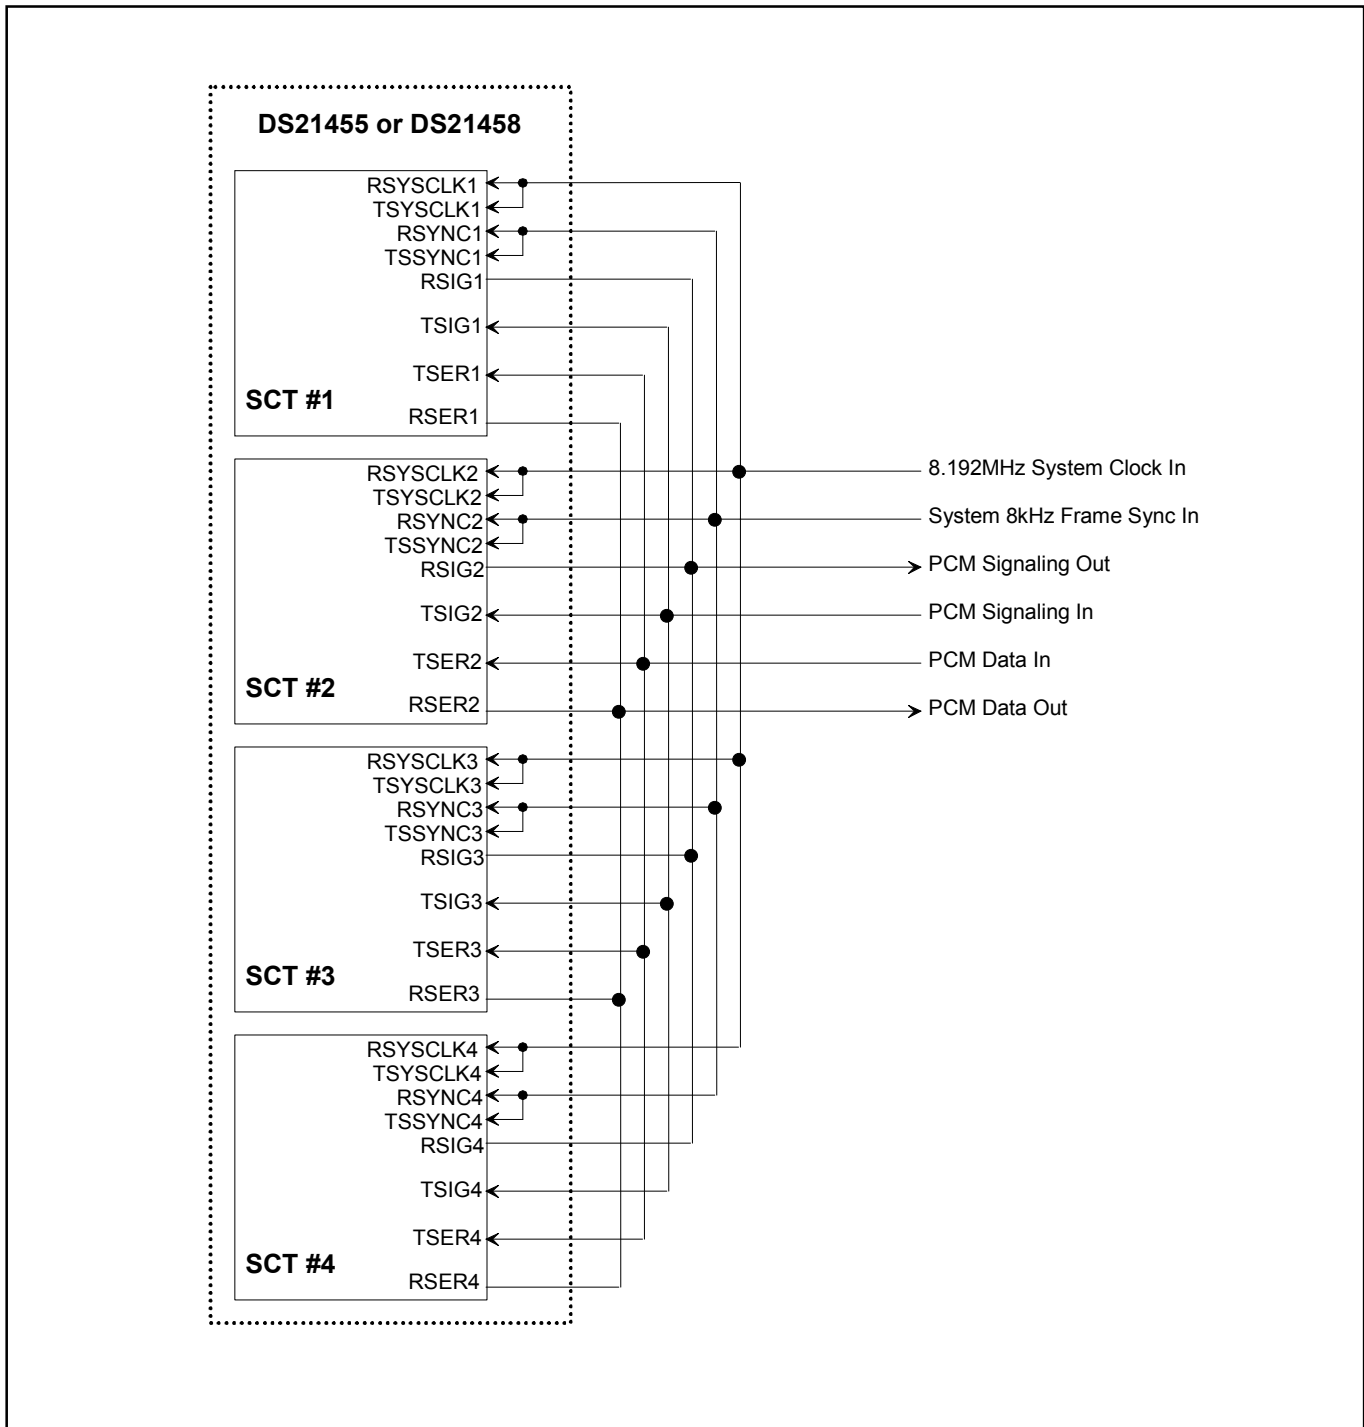 DS21455 or DS21458
RSYSCLK1
TSYSCLK1
RSYNC1
TSSYNC1
RSIG1
TSIG1
TSER1
SCT #1
RSER1
RSYSCLK2
TSYSCLK2
RSYNC2
TSSYNC2
RSIG2
TSIG2
TSER2
SCT #2
RSER2
8.192MHz System Clock In
System 8kHz Frame Sync In
PCM Signaling Out
PCM Signaling In
PCM Data In
PCM Data Out
RSYSCLK3
TSYSCLK3
RSYNC3
TSSYNC3
RSIG3
TSIG3
TSER3
SCT #3
RSER3
RSYSCLK4
TSYSCLK4
RSYNC4
TSSYNC4
RSIG4
TSIG4
TSER4
SCT #4
RSER4